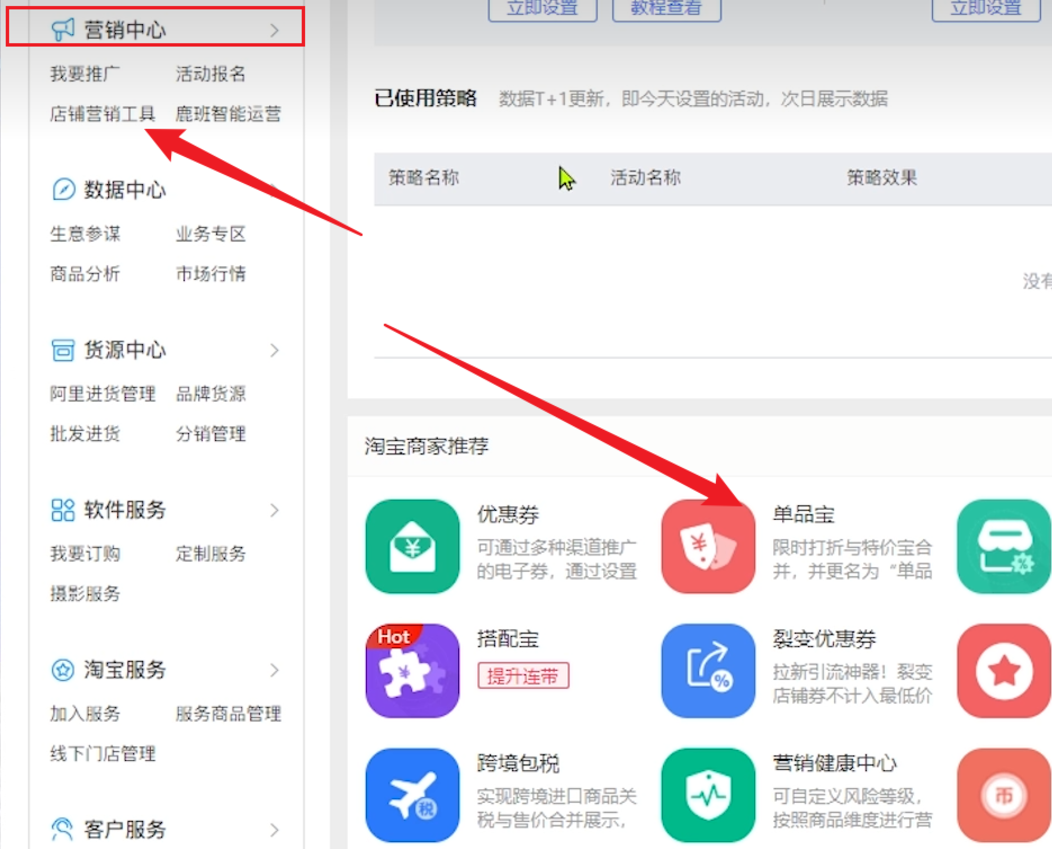 营销中心
我要推广 活动报名
店铺营销工具 鹿班智能运营
数据中心
生意参谋 业务专区
商品分析 市场行情
货源中心
阿里进货管理 品牌货源
批发进货 分销管理
软件服务
我要订购 定制服务
摄影服务
淘宝服务
加入服务 服务商品管理
线下门店管理
客户服务
立即设置 教程查看 立即设置
已使用策略 数据T+1更新，即今天设置的活动，次日展示数据
策略名称 活动名称 策略效果
没有
淘宝商家推荐
优惠券
可通过多种渠道推广
的电子券，通过设置
单品宝
限时打折与特价宝合
并，并更名为“单品
Hot
搭配宝
提升连带
裂变优惠券
拉新引流神器！裂变
店铺券不计入最低价
税
跨境包税
实现跨境进口商品关
税与售价合并展示，
营销健康中心
可自定义风险等级，
按照商品维度进行营
币